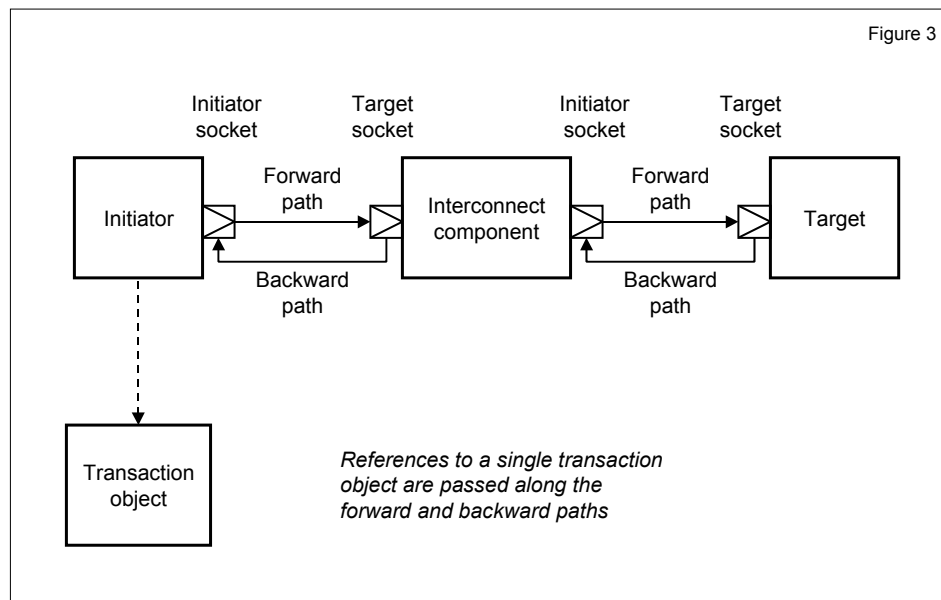 Figure 3
Initiator
socket
Target
socket
Initiator
socket
Target
socket
Initiator
Forward
path
Backward
path
Interconnect
component
Forward
path
Backward
path
Target
Transaction
object
References to a single transaction
object are passed along the
forward and backward paths